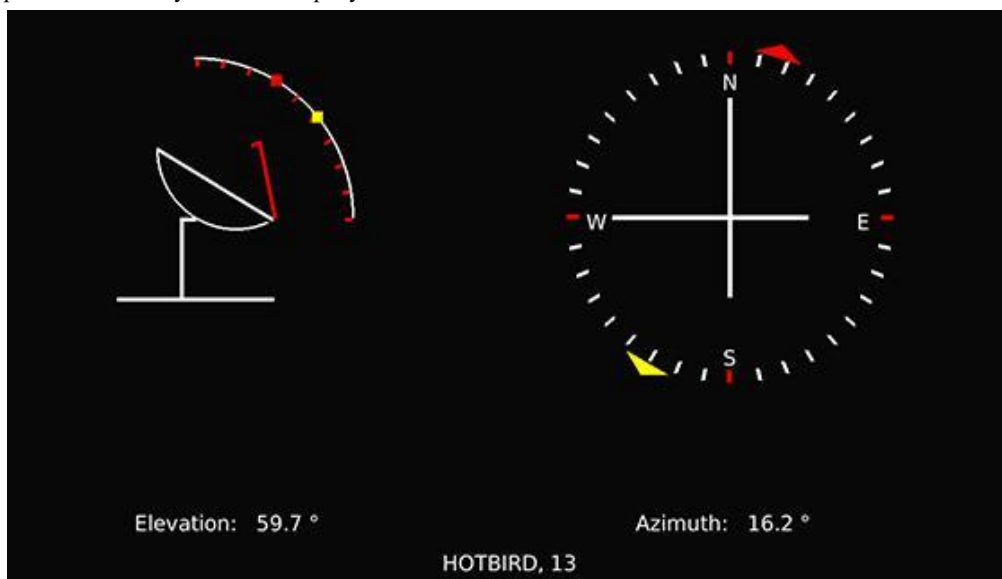 N
W
E
S
Elevation: 59.7 °
Azimuth: 16.2 °
HOTBIRD, 13